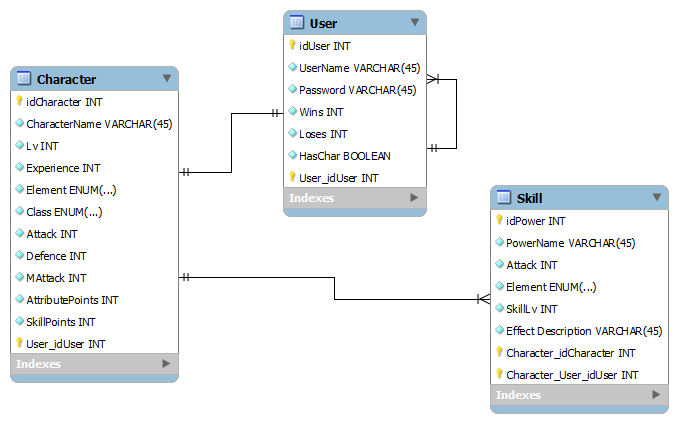 User
idUser INT
UserName VARCHAR(45)
Password VARCHAR(45)
Wins INT
Loses INT
HasChar BOOLEAN
User_idUser INT
Indexes
Character
idCharacter INT
CharacterName VARCHAR(45)
Lv INT
Experience INT
Element ENUM(...)
Class ENUM(...)
Attack INT
Defence INT
MAttack INT
AttributePoints INT
SkillPoints INT
User_idUser INT
Indexes
Skill
idPower INT
PowerName VARCHAR(45)
Attack INT
Element ENUM(...)
SkillLv INT
Effect Description VARCHAR(45)
Character_idCharacter INT
Character_User_idUser INT
Indexes